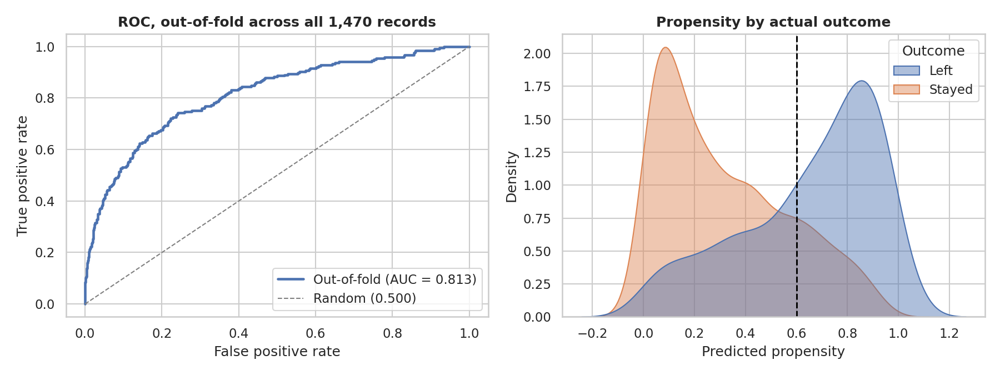 ROC, out-of-fold across all 1,470 records
True positive rate
1.0
0.8
0.6
0.4
0.2
0.0
Out-of-fold (AUC = 0.813)
Random (0.500)
0.0 0.2 0.4 0.6 0.8 1.0
False positive rate
Propensity by actual outcome
Density
2.00
1.75
1.50
1.25
1.00
0.75
0.50
0.25
0.00
Outcome
Left
Stayed
−0.2 0.0 0.2 0.4 0.6 0.8 1.0 1.2
Predicted propensity